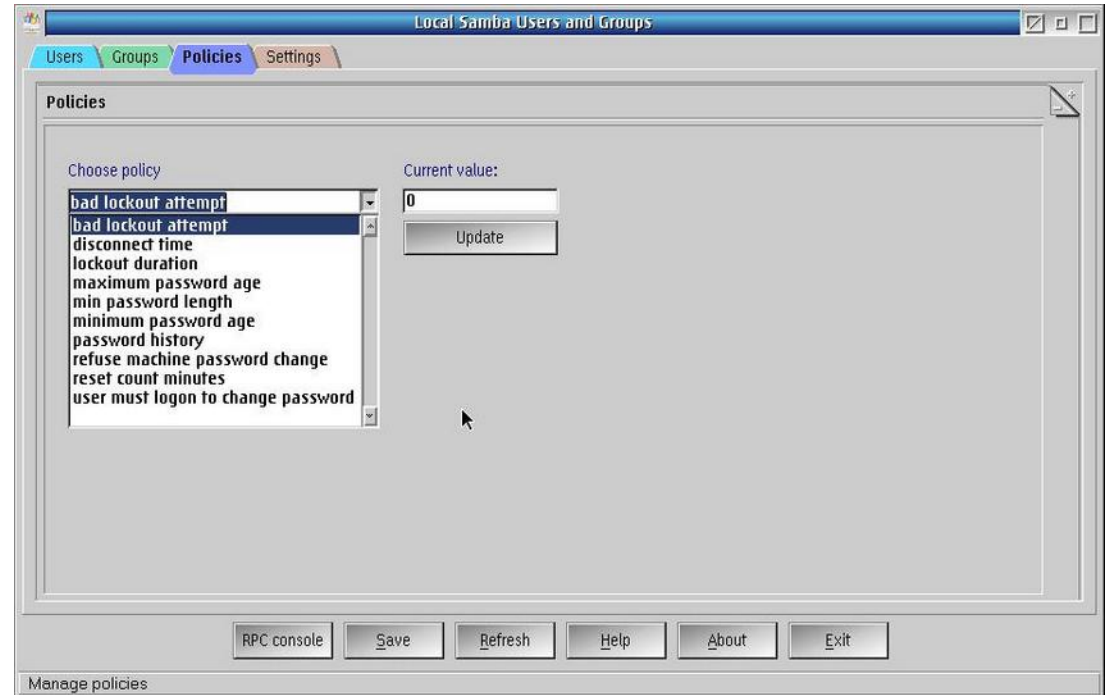 Local Samba Users and Groups
Users Groups Policies Settings
Policies
Choose policy
Current value:
bad lockout attempt
0
Update
bad lockout attempt
disconnect time
lockout duration
maximum password age
min password length
minimum password age
password history
refuse machine password change
reset count minutes
user must logon to change password
RPC console Save Refresh Help About Exit
Manage policies